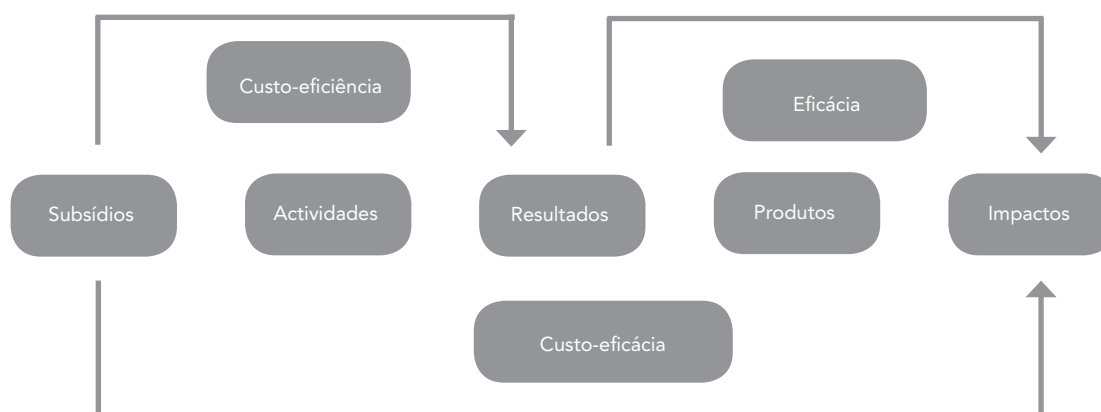 Custo-eficiência
Eficácia
Subsídios
Actividades
Resultados
Produtos
Impactos
Custo-eficácia